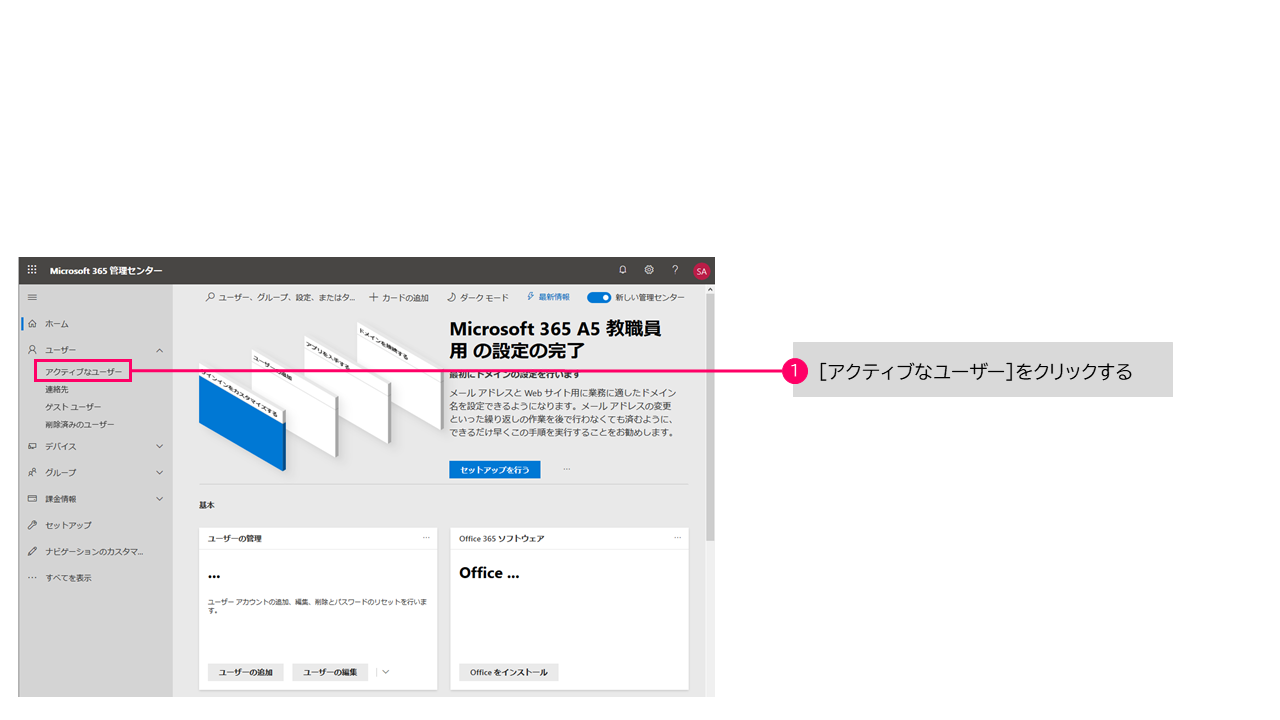 Microsoft 365 管理センター
SA
ユーザー、グループ、設定、またはタ...
カードの追加
ダーク モード
最新情報
新しい管理センター
ホーム
ユーザー
アクティブなユーザー
連絡先
ゲスト ユーザー
削除済みのユーザー
デバイス
グループ
課金情報
セットアップ
ナビゲーションのカスタマ...
すべてを表示
ドメインを接続する
アプリを入手する
ユーザーの追加
サインインをカスタマイズする
Microsoft 365 A5 教職員
用 の設定の完了
最初にドメインの設定を行います
メール アドレスと Web サイト用に業務に適したドメイン
名を設定できるようになります。メール アドレスの変更
といった繰り返しの作業を後で行わなくても済むように、
できるだけ早くこの手順を実行することをお勧めします。
セットアップを行う
基本
ユーザーの管理
...
ユーザー アカウントの追加、編集、削除とパスワードのリセットを行いま
す。
ユーザーの追加
ユーザーの編集
Office 365 ソフトウェア
Office ...
Office をインストール
1
[アクティブなユーザー]をクリックする